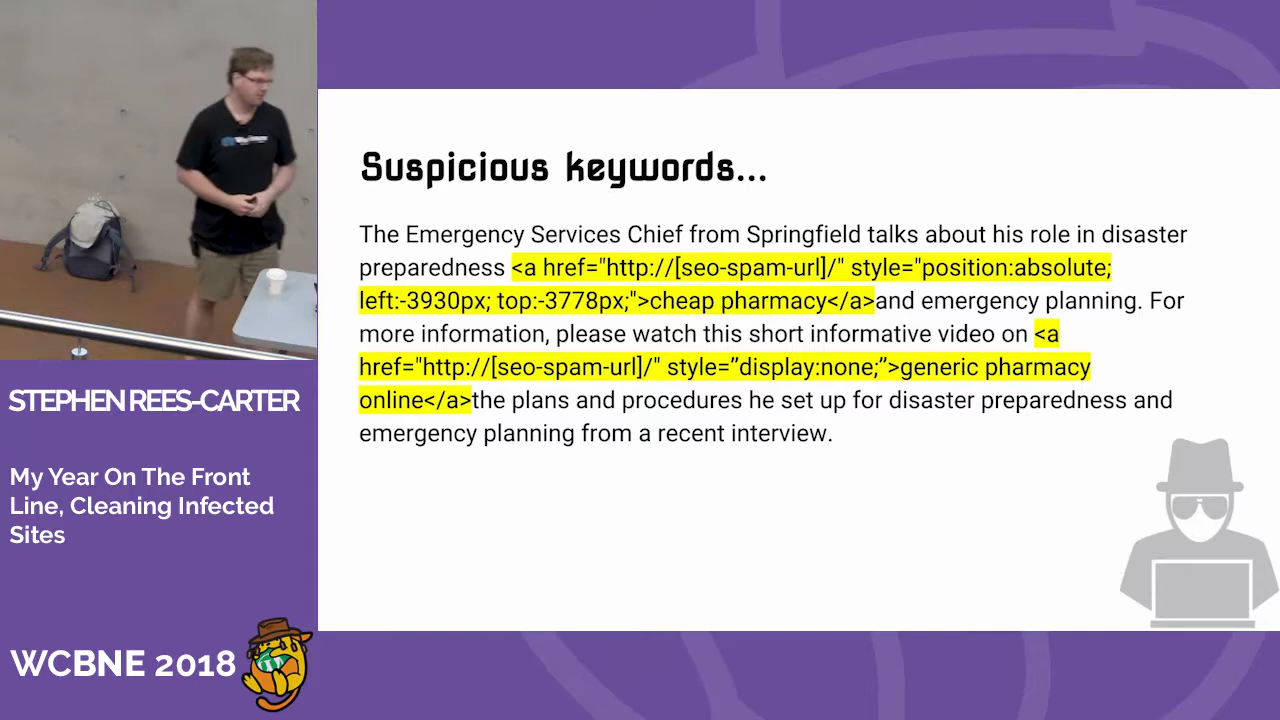 Suspicious keywords...
The Emergency Services Chief from Springfield talks about his role in disaster
preparedness <a href="http://[seo-spam-url]/" style="position:absolute;
left:-3930px; top:-3778px;">cheap pharmacy</a>and emergency planning. For
more information, please watch this short informative video on <a
href="http://[seo-spam-url]/" style=”display:none;”>generic pharmacy
online</a>the plans and procedures he set up for disaster preparedness and
emergency planning from a recent interview.
STEPHEN REES-CARTER
My Year On The Front
Line, Cleaning Infected
Sites
WCBNE 2018